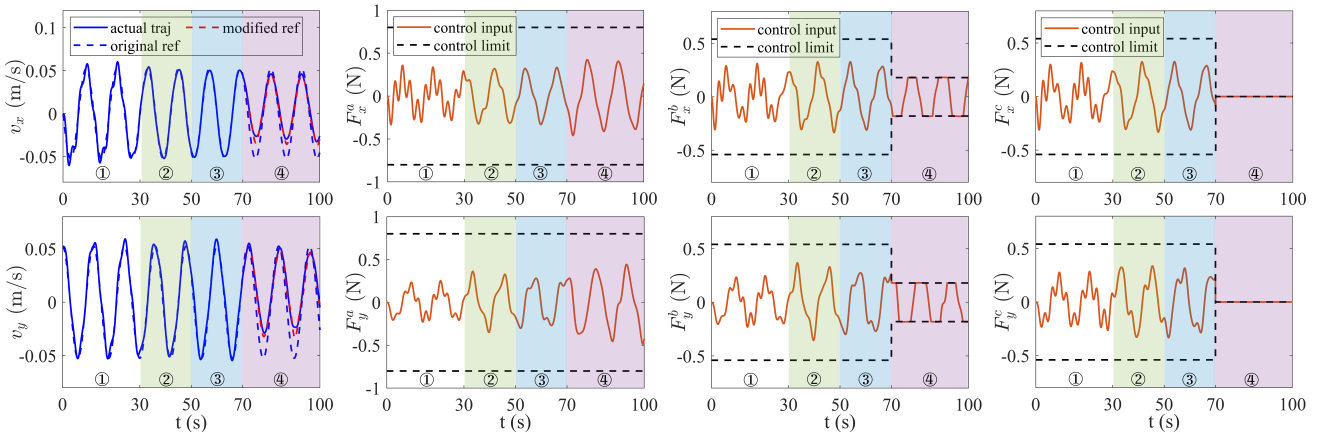 0.1
0.05
0
-0.05
v_x (m/s)
actual traj
modified ref
original ref
① ② ③ ④
0 30 50 70 100
1
0.5
0
-0.5
-1
F_x^a (N)
control input
control limit
① ② ③ ④
0 30 50 70 100
0.5
0
-0.5
F_x^b (N)
control input
control limit
① ② ③ ④
0 30 50 70 100
0.5
0
-0.5
F_x^c (N)
control input
control limit
① ② ③ ④
0 30 50 70 100
0.05
0
-0.05
v_y (m/s)
① ② ③ ④
0 30 50 70 100
t (s)
1
0.5
0
-0.5
-1
F_y^a (N)
① ② ③ ④
0 30 50 70 100
t (s)
0.5
0
-0.5
F_y^b (N)
① ② ③ ④
0 30 50 70 100
t (s)
0.5
0
-0.5
F_y^c (N)
① ② ③ ④
0 30 50 70 100
t (s)